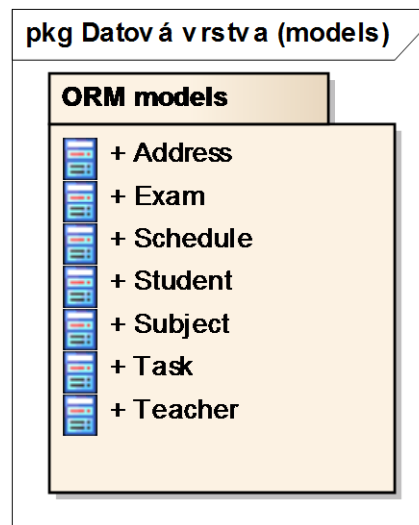 pkg Datová vrstva (models)
ORM models
+ Address
+ Exam
+ Schedule
+ Student
+ Subject
+ Task
+ Teacher